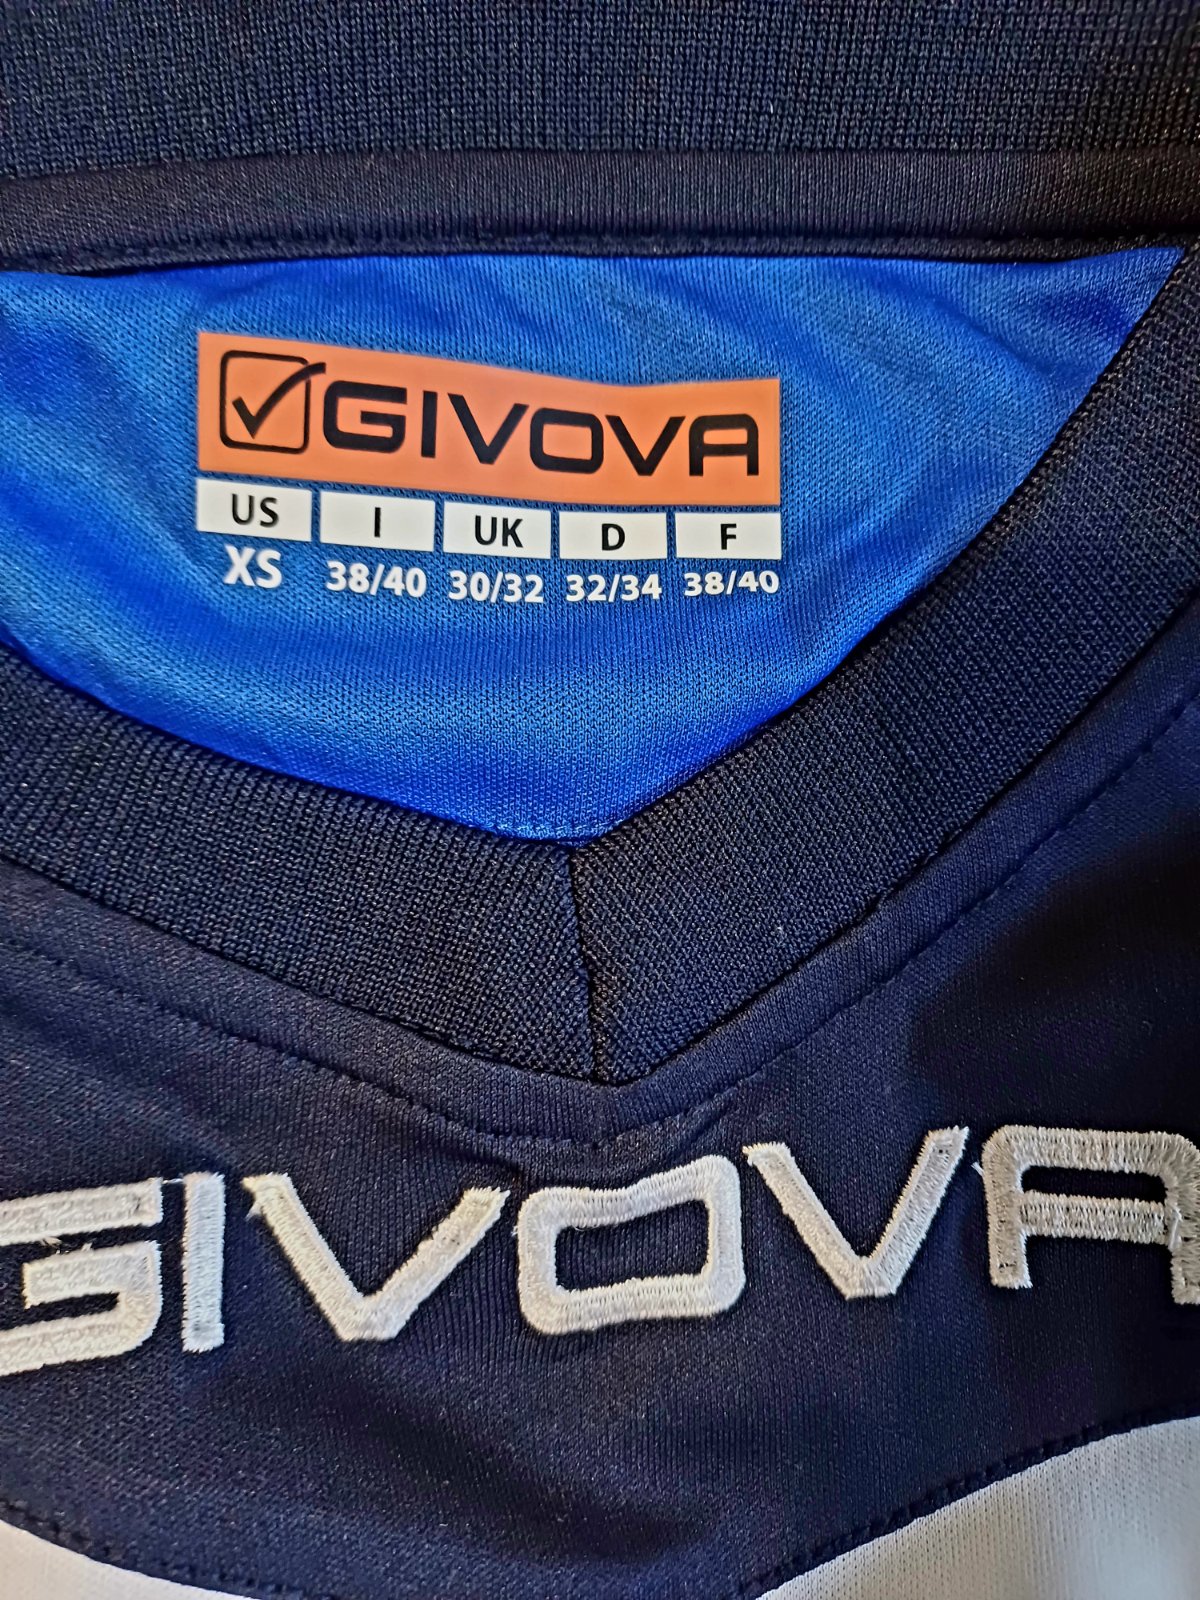 GIVOVA
US I UK D F
XS 38/40 30/32 32/34 38/40
GIVOVA